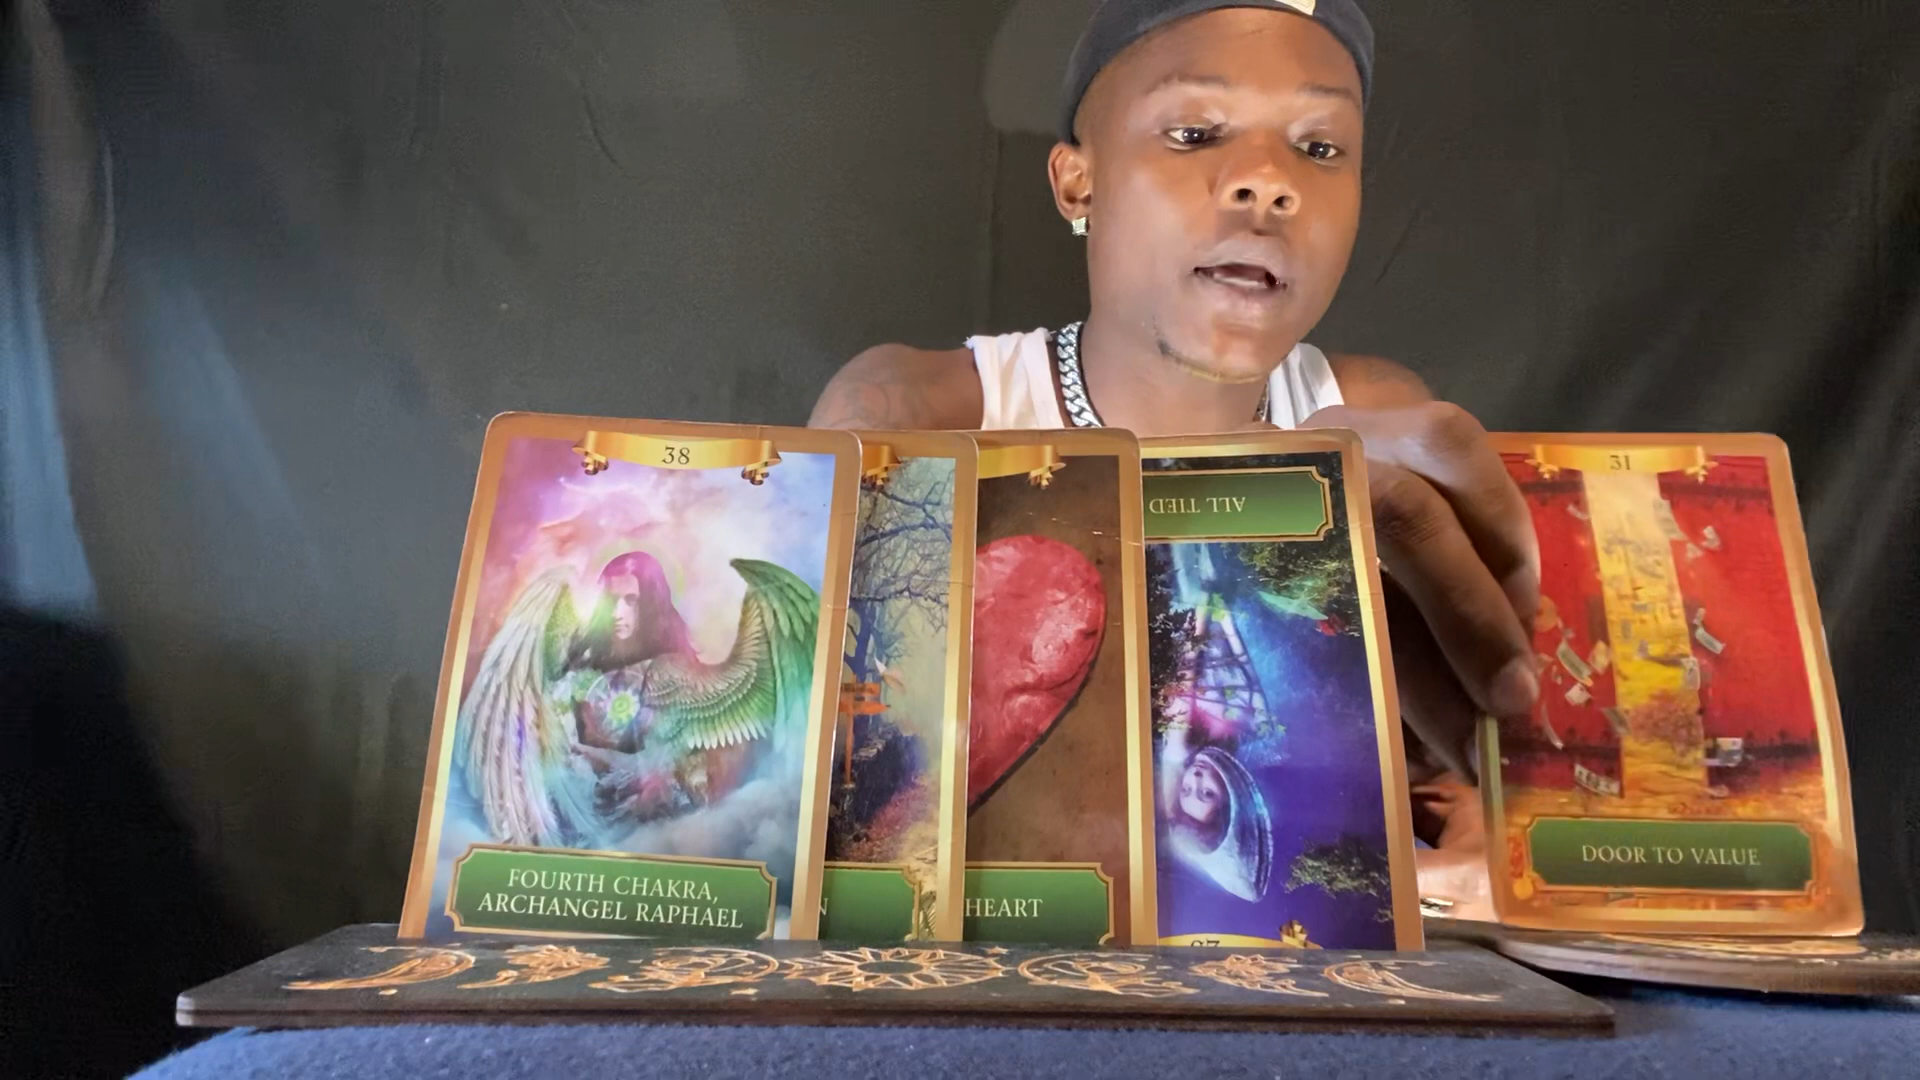 38
FOURTH CHAKRA,
ARCHANGEL RAPHAEL
N
HEART
ALL TIED
31
DOOR TO VALUE